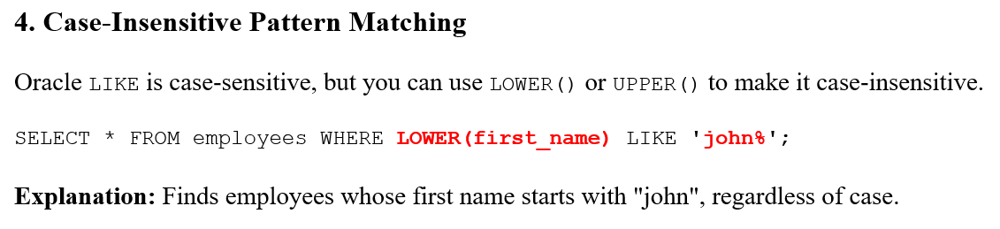 4. Case-Insensitive Pattern Matching
Oracle LIKE is case-sensitive, but you can use LOWER() or UPPER() to make it case-insensitive.
SELECT * FROM employees WHERE LOWER(first_name) LIKE 'john%';
Explanation: Finds employees whose first name starts with "john", regardless of case.